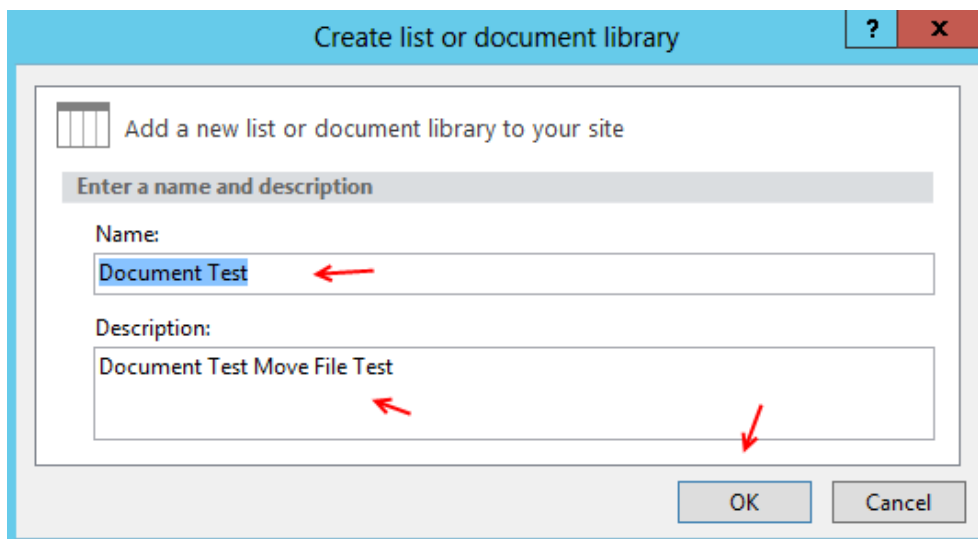 Create list or document library
? x
Add a new list or document library to your site
Enter a name and description
Name:
Document Test
Description:
Document Test Move File Test
OK Cancel